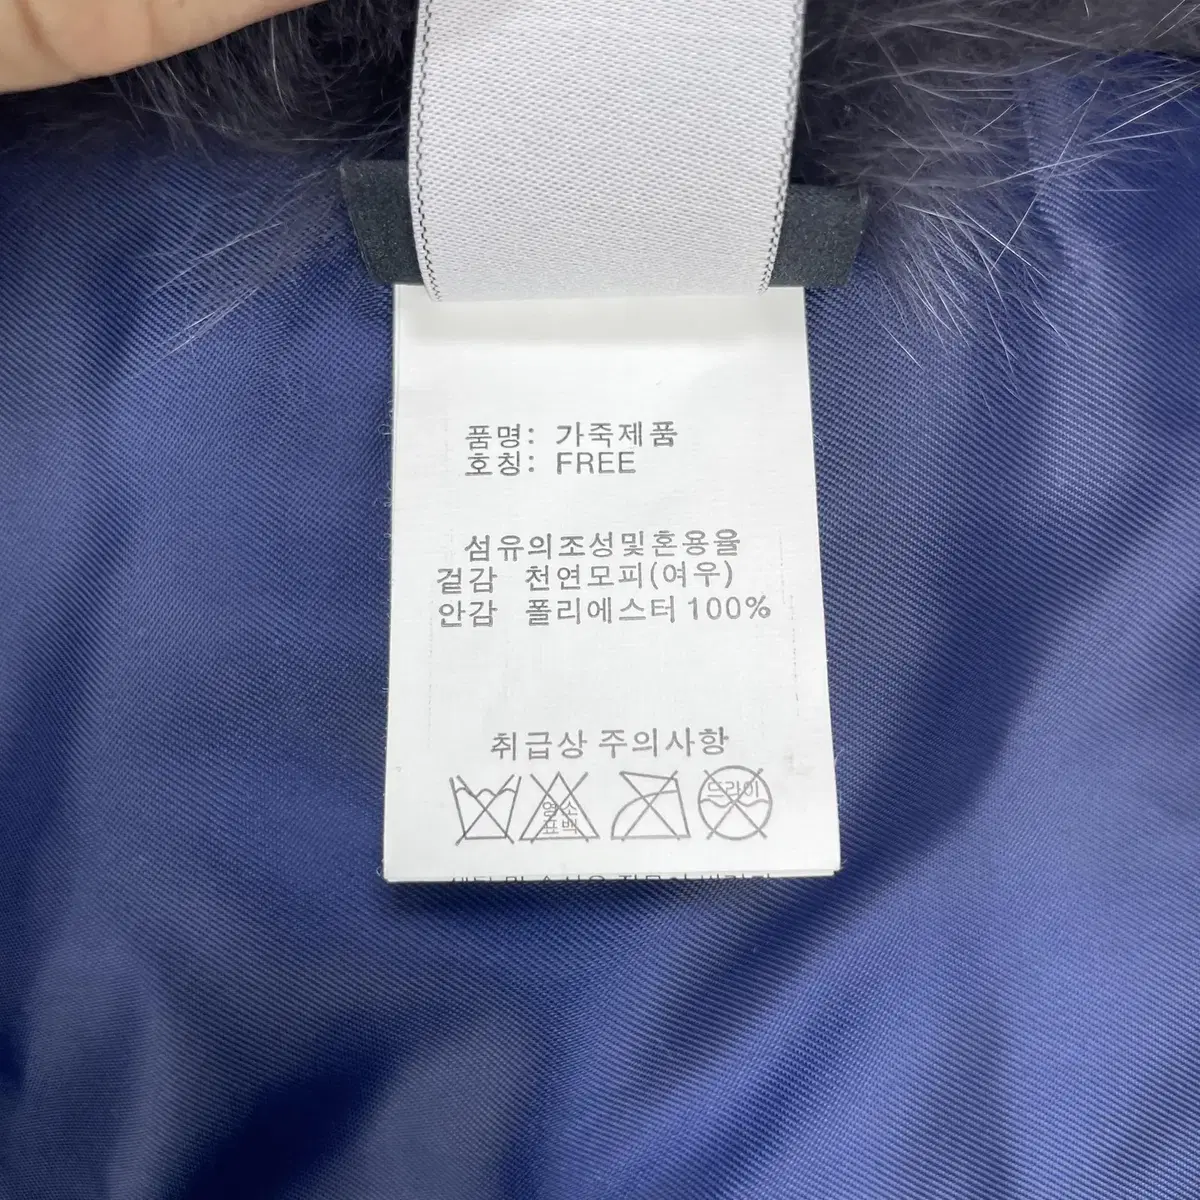 품명: 가죽제품
호칭: FREE
섬유의조성및혼용율
겉감 천연모피(여우)
안감 폴리에스터 100%
취급상 주의사항
염소
표백
드라이